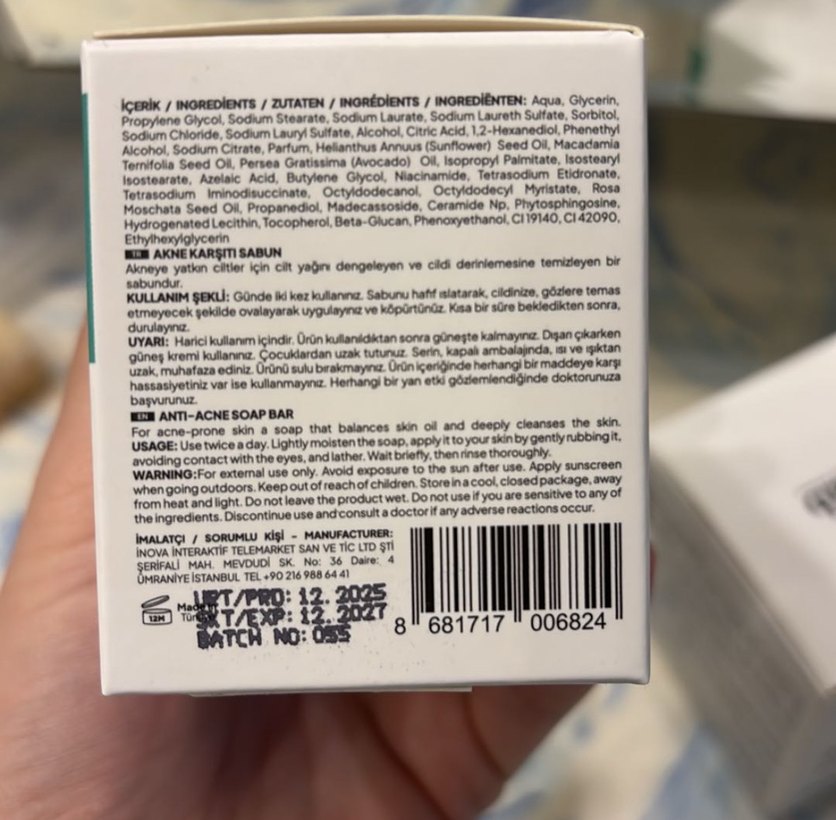 İÇERİK / INGREDİENTS / ZUTATEN / INGRÉDIENTS / INGREDIËNTEN: Aqua, Glycerin,
Propylene Glycol, Sodium Stearate, Sodium Laurate, Sodium Laureth Sulfate, Sorbitol,
Sodium Chloride, Sodium Lauryl Sulfate, Alcohol, Citric Acid, 1,2-Hexanediol, Phenethyl
Alcohol, Sodium Citrate, Parfum, Helianthus Annuus (Sunflower) Seed Oil, Macadamia
Ternifolia Seed Oil, Persea Gratissima (Avocado) Oil, Isopropyl Palmitate, Isostearyl
Isostearate, Azelaic Acid, Butylene Glycol, Niacinamide, Tetrasodium Etidronate,
Tetrasodium Iminodisuccinate, Octyldodecanol, Octyldodecyl Myristate, Rosa
Moschata Seed Oil, Propanediol, Madecassoside, Ceramide Np, Phytosphingosine,
Hydrogenated Lecithin, Tocopherol, Beta-Glucan, Phenoxyethanol, CI 19140, CI 42090,
Ethylhexylglycerin
TR AKNE KARŞITI SABUN
Akneye yatkın ciltler için cilt yağını dengeleyen ve cildi derinlemesine temizleyen bir
sabundur.
KULLANIM ŞEKLİ: Günde iki kez kullanınız. Sabunu hafif ıslatarak, cildinize, gözlere temas
etmeyecek şekilde ovalayarak uygulayınız ve köpürtünüz. Kısa bir süre bekledikten sonra,
durulayınız.
UYARI: Harici kullanım içindir. Ürün kullanıldıktan sonra güneşte kalmayınız. Dışarı çıkarken
güneş kremi kullanınız. Çocuklardan uzak tutunuz. Serin, kapalı ambalajında, ısı ve ışıktan
uzak, muhafaza ediniz. Ürünü sulu bırakmayınız. Ürün içeriğinde herhangi bir maddeye karşı
hassasiyetiniz var ise kullanmayınız. Herhangi bir yan etki gözlemlendiğinde doktorunuza
başvurunuz.
EN ANTI-ACNE SOAP BAR
For acne-prone skin a soap that balances skin oil and deeply cleanses the skin.
USAGE: Use twice a day. Lightly moisten the soap, apply it to your skin by gently rubbing it,
avoiding contact with the eyes, and lather. Wait briefly, then rinse thoroughly.
WARNING:For external use only. Avoid exposure to the sun after use. Apply sunscreen
when going outdoors. Keep out of reach of children. Store in a cool, closed package, away
from heat and light. Do not leave the product wet. Do not use if you are sensitive to any of
the ingredients. Discontinue use and consult a doctor if any adverse reactions occur.
İMALATÇI / SORUMLU KİŞİ - MANUFACTURER:
İNOVA İNTERAKTİF TELEMARKET SAN VE TİC LTD ŞTİ
ŞERİFALİ MAH. MEVDUDİ SK. No: 36 Daire: 4
ÜMRANİYE İSTANBUL TEL +90 216 988 64 41
12M
Made in
ÜRT/PRO: 12.2025
SKT/EXP: 12.2027
BATCH NO: 055
8 681717 006824